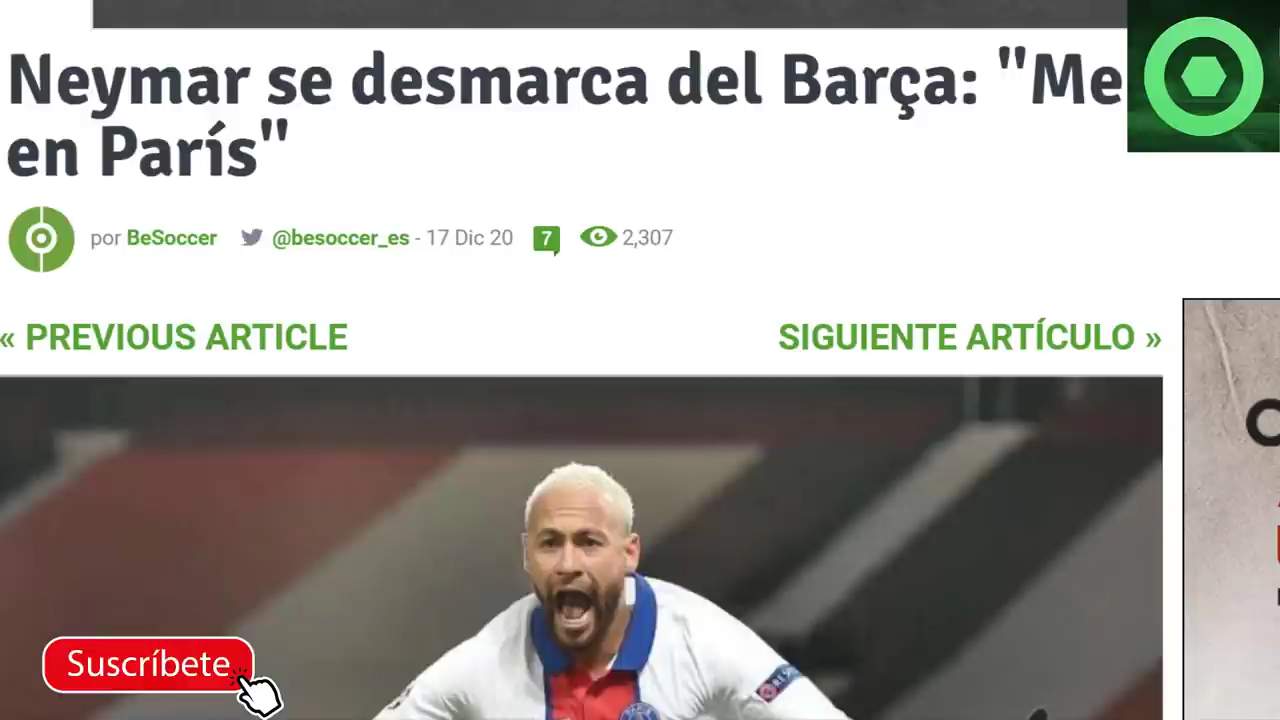 Neymar se desmarca del Barça: "Me
en París"
por BeSoccer @besoccer_es - 17 Dic 20 7 2,307
« PREVIOUS ARTICLE SIGUIENTE ARTÍCULO »
Suscríbete